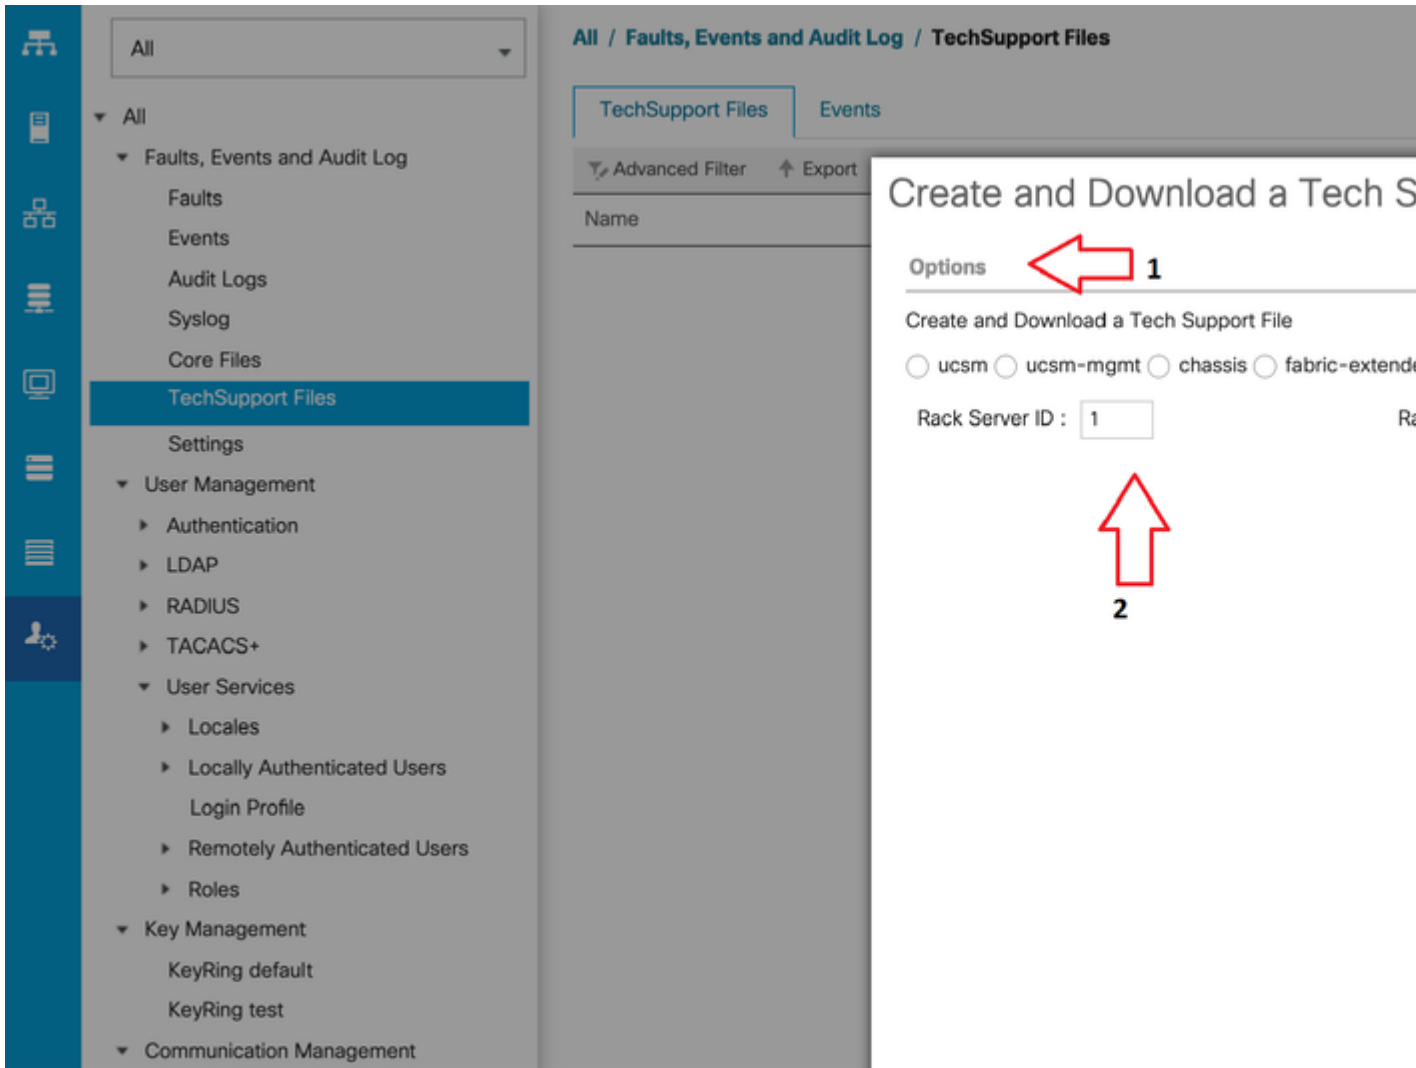 All
All
Faults, Events and Audit Log
Faults
Events
Audit Logs
Syslog
Core Files
TechSupport Files
Settings
User Management
Authentication
LDAP
RADIUS
TACACS+
User Services
Locales
Locally Authenticated Users
Login Profile
Remotely Authenticated Users
Roles
Key Management
KeyRing default
KeyRing test
Communication Management
All / Faults, Events and Audit Log / TechSupport Files
TechSupport Files Events
Advanced Filter Export
Name
Create and Download a Tech S
Options 1
Create and Download a Tech Support File
ucsm ucsm-mgmt chassis fabric-extende
Rack Server ID : 1 Ra
2